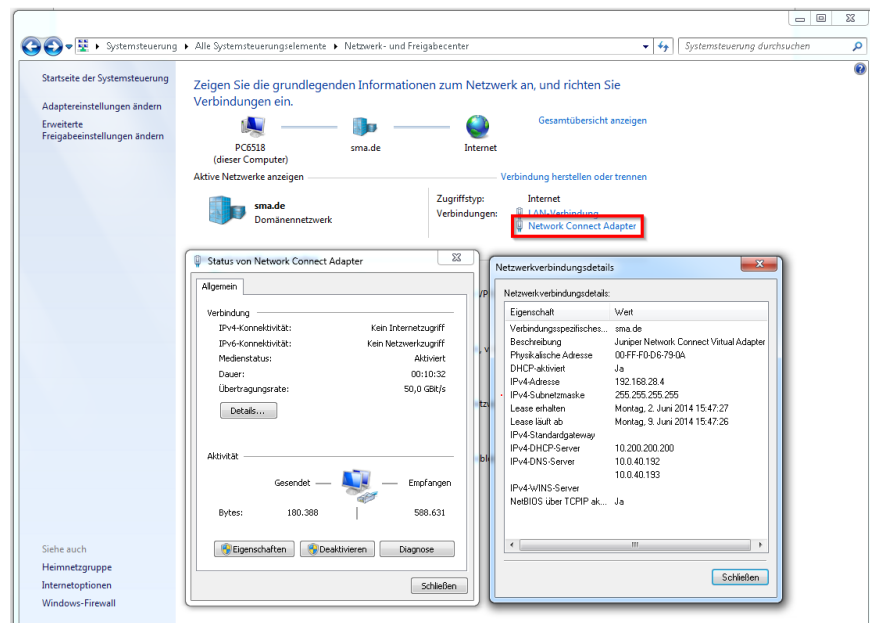 Systemsteuerung Alle Systemsteuerungselemente Netzwerk- und Freigabecenter
Systemsteuerung durchsuchen
Startseite der Systemsteuerung
Adaptereinstellungen ändern
Erweiterte
Freigabeeinstellungen ändern
Zeigen Sie die grundlegenden Informationen zum Netzwerk an, und richten Sie
Verbindungen ein.
Gesamtübersicht anzeigen
PC6518
(dieser Computer)
sma.de
Internet
Aktive Netzwerke anzeigen
Verbindung herstellen oder trennen
sma.de
Domänennetzwerk
Zugriffstyp: Internet
Verbindungen: LAN-Verbindung
Network Connect Adapter
Status von Network Connect Adapter
Allgemein
Verbindung
IPv4-Konnektivität: Kein Internetzugriff
IPv6-Konnektivität: Kein Netzwerkzugriff
Medienstatus: Aktiviert
Dauer: 00:10:32
Übertragungsrate: 50,0 GBit/s
Details...
Aktivität
Gesendet Empfangen
Bytes: 180.388 588.631
Eigenschaften Deaktivieren Diagnose
Schließen
Netzwerkverbindungsdetails
Netzwerkverbindungsdetails:
Eigenschaft Wert
Verbindungsspezifisches... sma.de
Beschreibung Juniper Network Connect Virtual Adapter
Physikalische Adresse 00-FF-F0-D6-79-0A
DHCP-aktiviert Ja
IPv4-Adresse 192.168.28.4
IPv4-Subnetzmaske 255.255.255.255
Lease erhalten Montag, 2. Juni 2014 15:47:27
Lease läuft ab Montag, 9. Juni 2014 15:47:26
IPv4-Standardgateway
IPv4-DHCP-Server 10.200.200.200
IPv4-DNS-Server 10.0.40.192
10.0.40.193
IPv4-WINS-Server
NetBIOS über TCPIP ak... Ja
Schließen
Siehe auch
Heimnetzgruppe
Internetoptionen
Windows-Firewall